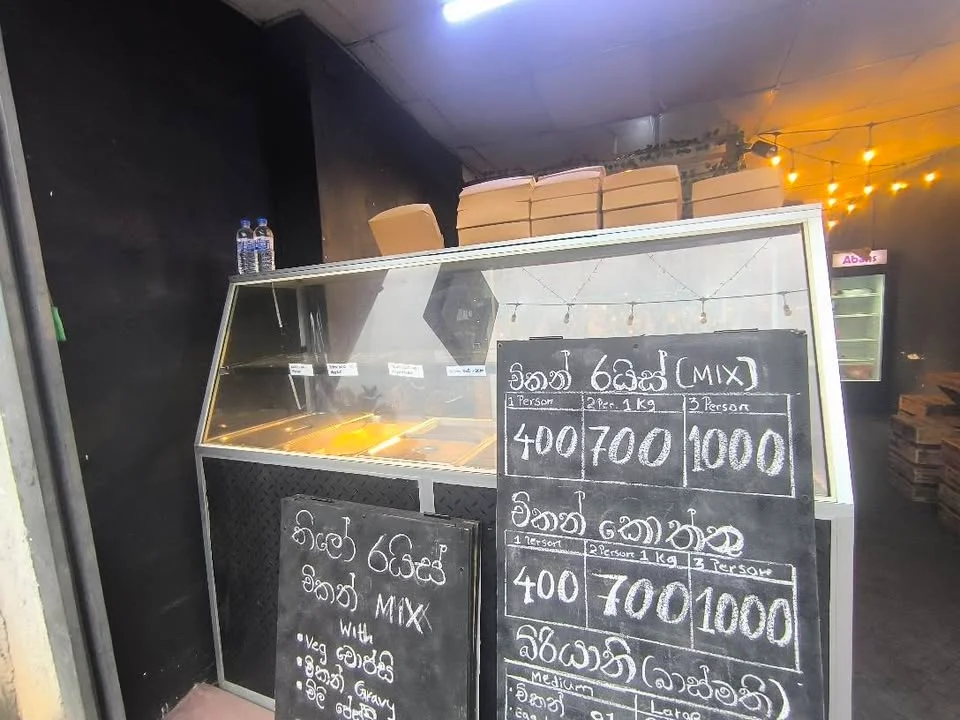 Abans
චිකන් රයිස් (MIX)
1 Person 2 Per. 1 Kg 3 Person
400 700 1000
චිකන් කොත්තු
1 Person 2 Person 1 Kg 3 Person
400 700 1000
බිරියානි (බාස්මතී)
Medium Large
• චිකන්
කිලෝ රයිස්
චිකන් MIX
with
• Veg චොප්සි
• චිකන් Gravy
• චිලි පේස්ට්